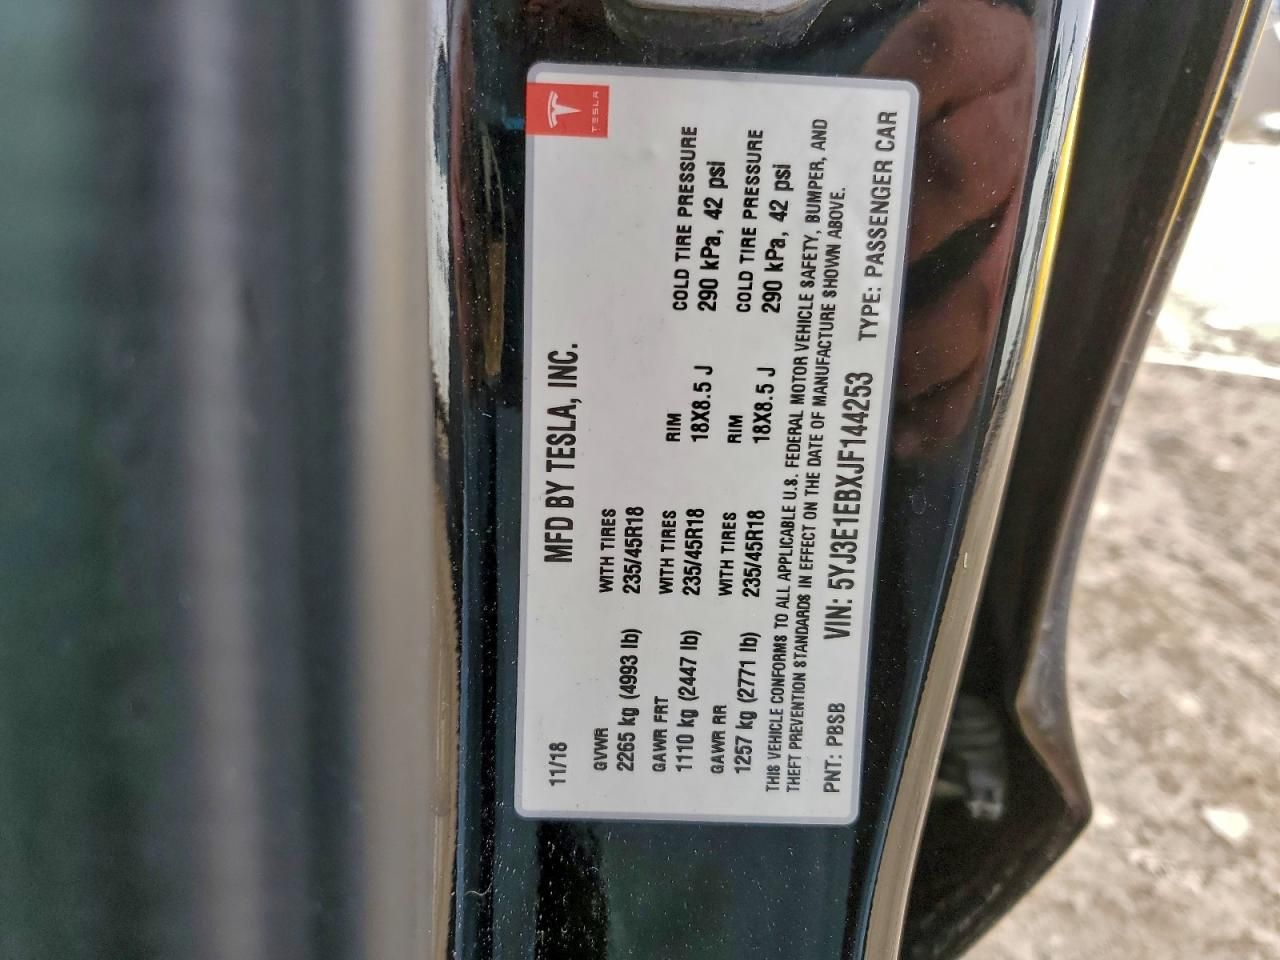 TESLA
11/18 MFD BY TESLA, INC.
GVWR WITH TIRES
2265 kg (4993 lb) 235/45R18
GAWR FRT WITH TIRES RIM COLD TIRE PRESSURE
1110 kg (2447 lb) 235/45R18 18X8.5 J 290 kPa, 42 psi
GAWR RR WITH TIRES RIM COLD TIRE PRESSURE
1257 kg (2771 lb) 235/45R18 18X8.5 J 290 kPa, 42 psi
THIS VEHICLE CONFORMS TO ALL APPLICABLE U.S. FEDERAL MOTOR VEHICLE SAFETY, BUMPER, AND
THEFT PREVENTION STANDARDS IN EFFECT ON THE DATE OF MANUFACTURE SHOWN ABOVE.
PNT: PBSB VIN: 5YJ3E1EBXJF144253 TYPE: PASSENGER CAR